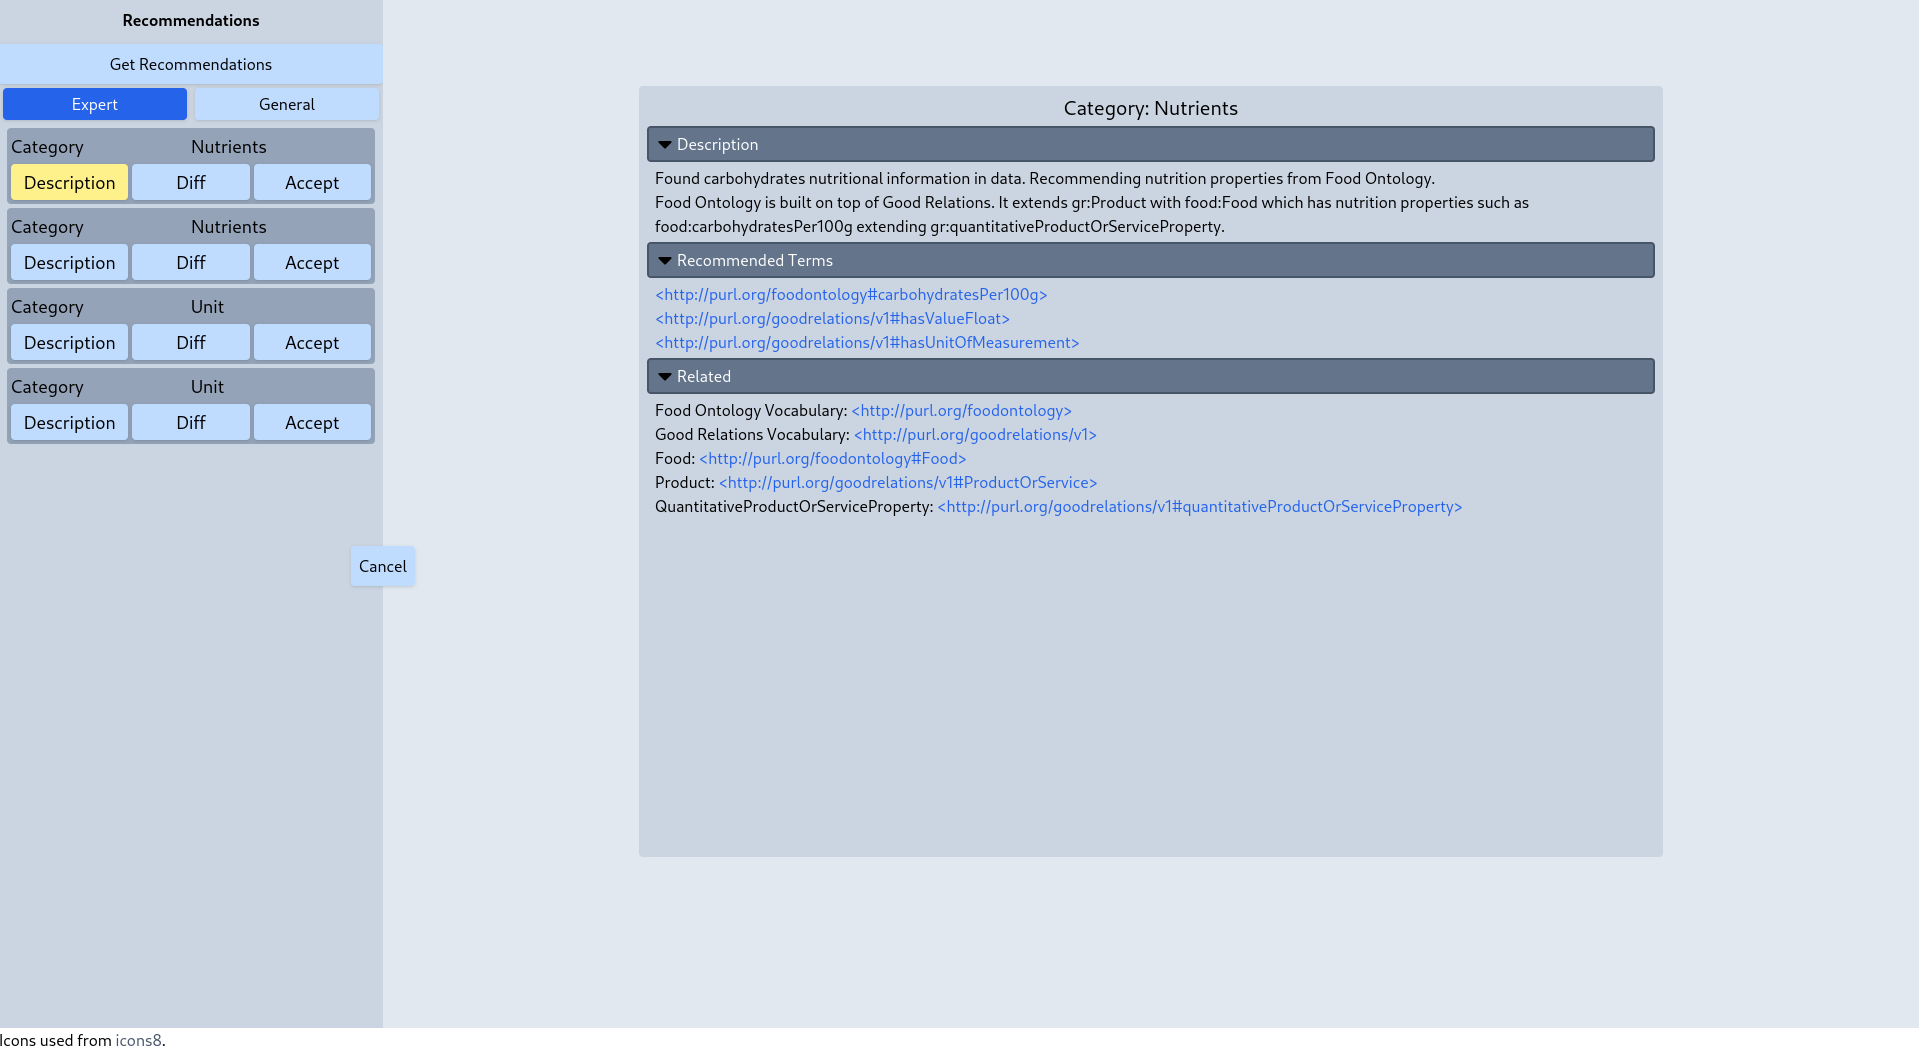 Recommendations
Get Recommendations
Expert General
Category Nutrients
Description Diff Accept
Category Nutrients
Description Diff Accept
Category Unit
Description Diff Accept
Category Unit
Description Diff Accept
Cancel
Category: Nutrients
Description
Found carbohydrates nutritional information in data. Recommending nutrition properties from Food Ontology.
Food Ontology is built on top of Good Relations. It extends gr:Product with food:Food which has nutrition properties such as
food:carbohydratesPer100g extending gr:quantitativeProductOrServiceProperty.
Recommended Terms
<http://purl.org/foodontology#carbohydratesPer100g>
<http://purl.org/goodrelations/v1#hasValueFloat>
<http://purl.org/goodrelations/v1#hasUnitOfMeasurement>
Related
Food Ontology Vocabulary: <http://purl.org/foodontology>
Good Relations Vocabulary: <http://purl.org/goodrelations/v1>
Food: <http://purl.org/foodontology#Food>
Product: <http://purl.org/goodrelations/v1#ProductOrService>
QuantitativeProductOrServiceProperty: <http://purl.org/goodrelations/v1#quantitativeProductOrServiceProperty>
Icons used from icons8.